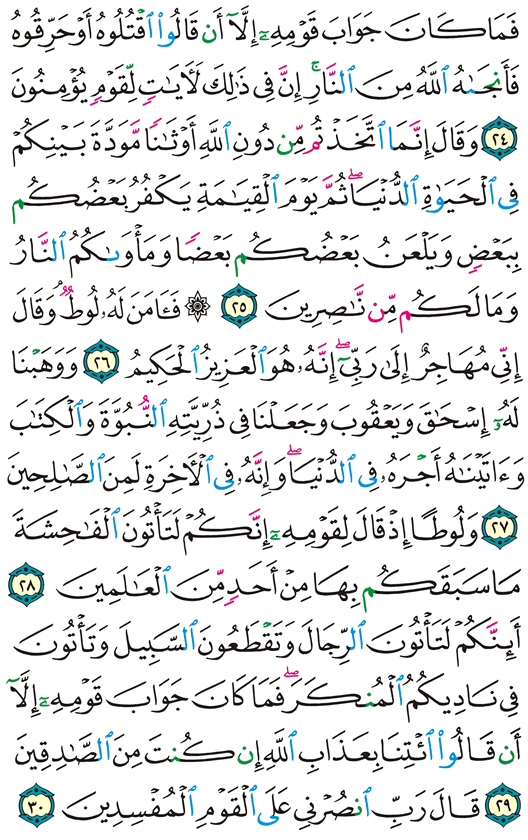 فَمَا كَانَ جَوَابَ قَوْمِهِۦٓ إِلَّآ أَن قَالُوا۟ ٱقْتُلُوهُ أَوْ حَرِّقُوهُ
فَأَنجَىٰهُ ٱللَّهُ مِنَ ٱلنَّارِ ۚ إِنَّ فِى ذَٰلِكَ لَـَٔايَـٰتٍ لِّقَوْمٍ يُؤْمِنُونَ
٢٤ وَقَالَ إِنَّمَا ٱتَّخَذْتُم مِّن دُونِ ٱللَّهِ أَوْثَـٰنًا مَّوَدَّةَ بَيْنِكُمْ
فِى ٱلْحَيَوٰةِ ٱلدُّنْيَا ۖ ثُمَّ يَوْمَ ٱلْقِيَـٰمَةِ يَكْفُرُ بَعْضُكُم
بِبَعْضٍ وَيَلْعَنُ بَعْضُكُم بَعْضًا وَمَأْوَىٰكُمُ ٱلنَّارُ
وَمَا لَكُم مِّن نَّـٰصِرِينَ ٢٥ ۞ فَـَٔامَنَ لَهُۥ لُوطٌ ۘ وَقَالَ
إِنِّى مُهَاجِرٌ إِلَىٰ رَبِّىٓ ۖ إِنَّهُۥ هُوَ ٱلْعَزِيزُ ٱلْحَكِيمُ ٢٦ وَوَهَبْنَا
لَهُۥٓ إِسْحَـٰقَ وَيَعْقُوبَ وَجَعَلْنَا فِى ذُرِّيَّتِهِ ٱلنُّبُوَّةَ وَٱلْكِتَـٰبَ
وَءَاتَيْنَـٰهُ أَجْرَهُۥ فِى ٱلدُّنْيَا ۖ وَإِنَّهُۥ فِى ٱلْـَٔاخِرَةِ لَمِنَ ٱلصَّـٰلِحِينَ
٢٧ وَلُوطًا إِذْ قَالَ لِقَوْمِهِۦٓ إِنَّكُمْ لَتَأْتُونَ ٱلْفَـٰحِشَةَ
مَا سَبَقَكُم بِهَا مِنْ أَحَدٍ مِّنَ ٱلْعَـٰلَمِينَ ٢٨
أَئِنَّكُمْ لَتَأْتُونَ ٱلرِّجَالَ وَتَقْطَعُونَ ٱلسَّبِيلَ وَتَأْتُونَ
فِى نَادِيكُمُ ٱلْمُنكَرَ ۖ فَمَا كَانَ جَوَابَ قَوْمِهِۦٓ إِلَّآ
أَن قَالُوا۟ ٱئْتِنَا بِعَذَابِ ٱللَّهِ إِن كُنتَ مِنَ ٱلصَّـٰدِقِينَ
٢٩ قَالَ رَبِّ ٱنصُرْنِى عَلَى ٱلْقَوْمِ ٱلْمُفْسِدِينَ ٣٠